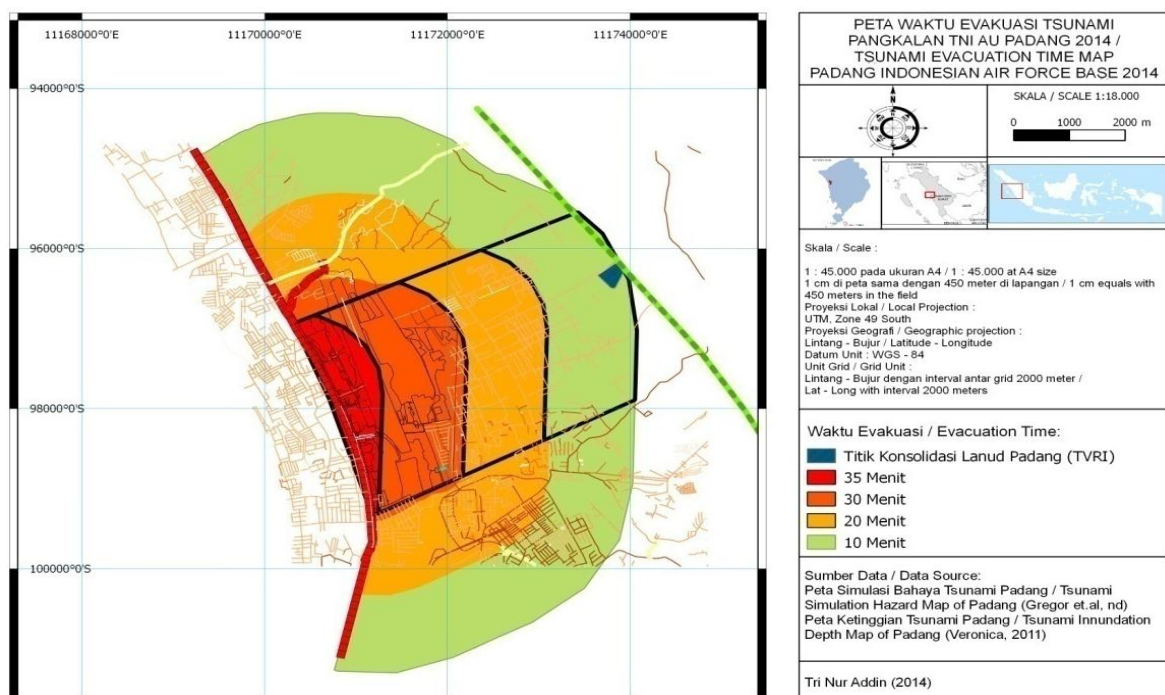 11168000°0'E
11170000°0'E
11172000°0'E
11174000°0'E
94000°0'S
96000°0'S
98000°0'S
100000°0'S
PETA WAKTU EVAKUASI TSUNAMI
PANGKALAN TNI AU PADANG 2014 /
TSUNAMI EVACUATION TIME MAP
PADANG INDONESIAN AIR FORCE BASE 2014
N
SKALA / SCALE 1:18.000
0 1000 2000 m
Skala / Scale :
1 : 45.000 pada ukuran A4 / 1 : 45.000 at A4 size
1 cm di peta sama dengan 450 meter di lapangan / 1 cm equals with
450 meters in the field
Proyeksi Lokal / Local Projection :
UTM, Zone 49 South
Proyeksi Geografi / Geographic projection :
Lintang - Bujur / Latitude - Longitude
Datum Unit : WGS - 84
Unit Grid / Grid Unit :
Lintang - Bujur dengan interval antar grid 2000 meter /
Lat - Long with interval 2000 meters
Waktu Evakuasi / Evacuation Time:
Titik Konsolidasi Lanud Padang (TVRI)
35 Menit
30 Menit
20 Menit
10 Menit
Sumber Data / Data Source:
Peta Simulasi Bahaya Tsunami Padang / Tsunami
Simulation Hazard Map of Padang (Gregor et.al, nd)
Peta Ketinggian Tsunami Padang / Tsunami Innundation
Depth Map of Padang (Veronica, 2011)
Tri Nur Addin (2014)